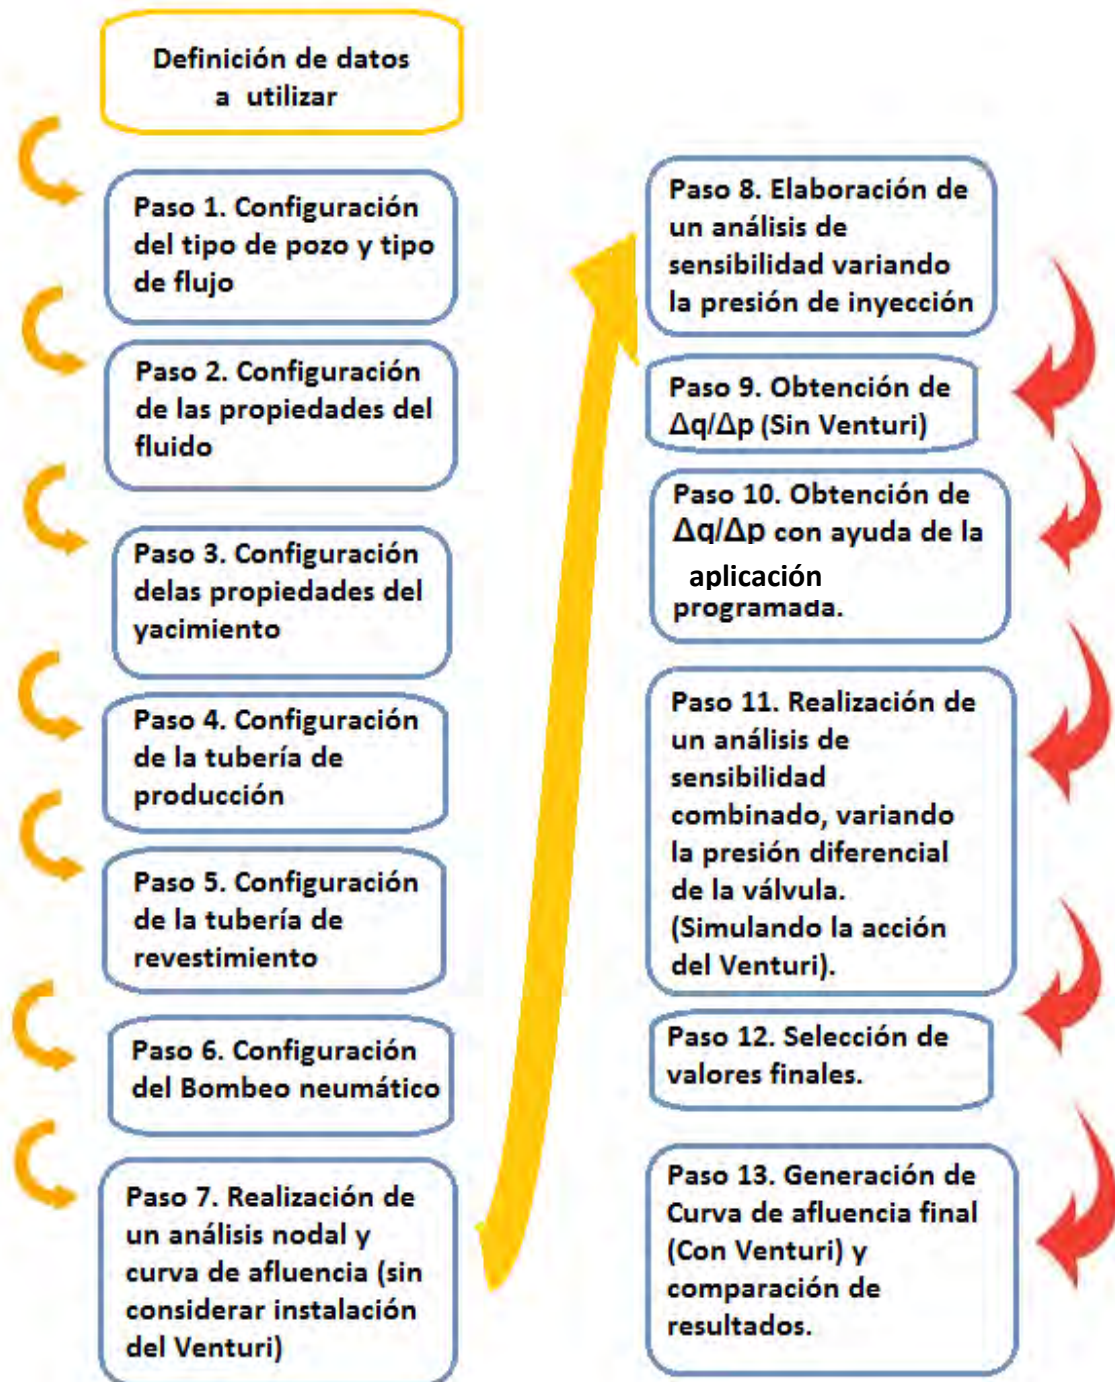 Definición de datos
a utilizar
Paso 1. Configuración
del tipo de pozo y tipo
de flujo
Paso 2. Configuración
de las propiedades del
fluido
Paso 3. Configuración
delas propiedades del
yacimiento
Paso 4. Configuración
de la tubería de
producción
Paso 5. Configuración
de la tubería de
revestimiento
Paso 6. Configuración
del Bombeo neumático
Paso 7. Realización de
un análisis nodal y
curva de afluencia (sin
considerar instalación
del Venturi)
Paso 8. Elaboración de
un análisis de
sensibilidad variando
la presión de inyección
Paso 9. Obtención de
Δq/Δp (Sin Venturi)
Paso 10. Obtención de
Δq/Δp con ayuda de la
aplicación
programada.
Paso 11. Realización de
un análisis de
sensibilidad
combinado, variando
la presión diferencial
de la válvula.
(Simulando la acción
del Venturi).
Paso 12. Selección de
valores finales.
Paso 13. Generación de
Curva de afluencia final
(Con Venturi) y
comparación de
resultados.